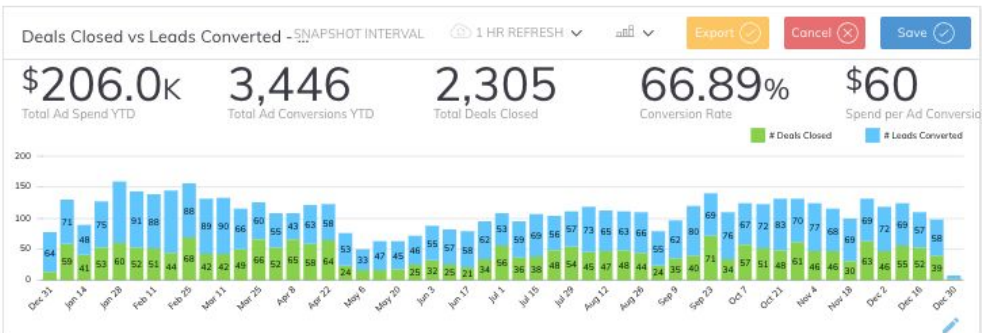 Deals Closed vs Leads Converted -... SNAPSHOT INTERVAL 1 HR REFRESH Export Cancel Save
$206.0K 3,446 2,305 66.89% $60
Total Ad Spend YTD Total Ad Conversions YTD Total Deals Closed Conversion Rate Spend per Ad Conversio
# Deals Closed # Leads Converted
200
150
100
50
0
64 71 48 75 91 88 88 89 90 66 60 55 43 63 58 53 33 47 45 46 55 57 58 62 53 59 69 56 57 73 65 63 66 55 62 80 69 76 67 72 83 70 77 68 69 69 72 69 57 58
59 41 53 60 52 51 44 68 42 42 49 66 52 65 58 64 24 25 32 25 21 34 56 36 38 48 54 45 47 48 44 24 35 40 71 34 57 51 48 61 46 46 30 63 46 55 52 39
Dec 31 Jan 14 Jan 28 Feb 11 Feb 25 Mar 11 Mar 25 Apr 8 Apr 22 May 6 May 20 Jun 3 Jun 17 Jul 1 Jul 15 Jul 29 Aug 12 Aug 26 Sep 9 Sep 23 Oct 7 Oct 21 Nov 4 Nov 18 Dec 2 Dec 16 Dec 30